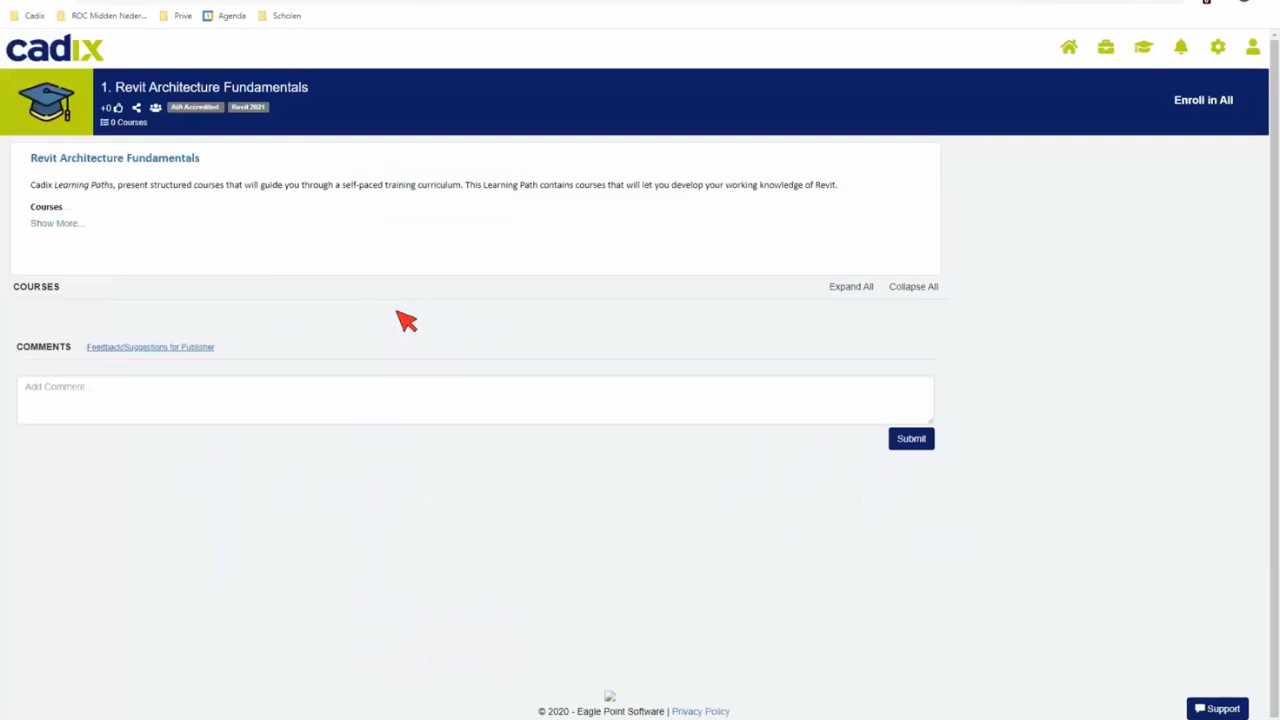 Cadix ROC Midden Neder... Prive Agenda Scholen
cadix
1. Revit Architecture Fundamentals
Enroll in All
+0 AIA Accredited Revit 2021
0 Courses
Revit Architecture Fundamentals
Cadix Learning Paths, present structured courses that will guide you through a self-paced training curriculum. This Learning Path contains courses that will let you develop your working knowledge of Revit.
Courses
Show More...
COURSES Expand All Collapse All
COMMENTS Feedback/Suggestions for Publisher
Add Comment...
Submit
© 2020 - Eagle Point Software | Privacy Policy
Support